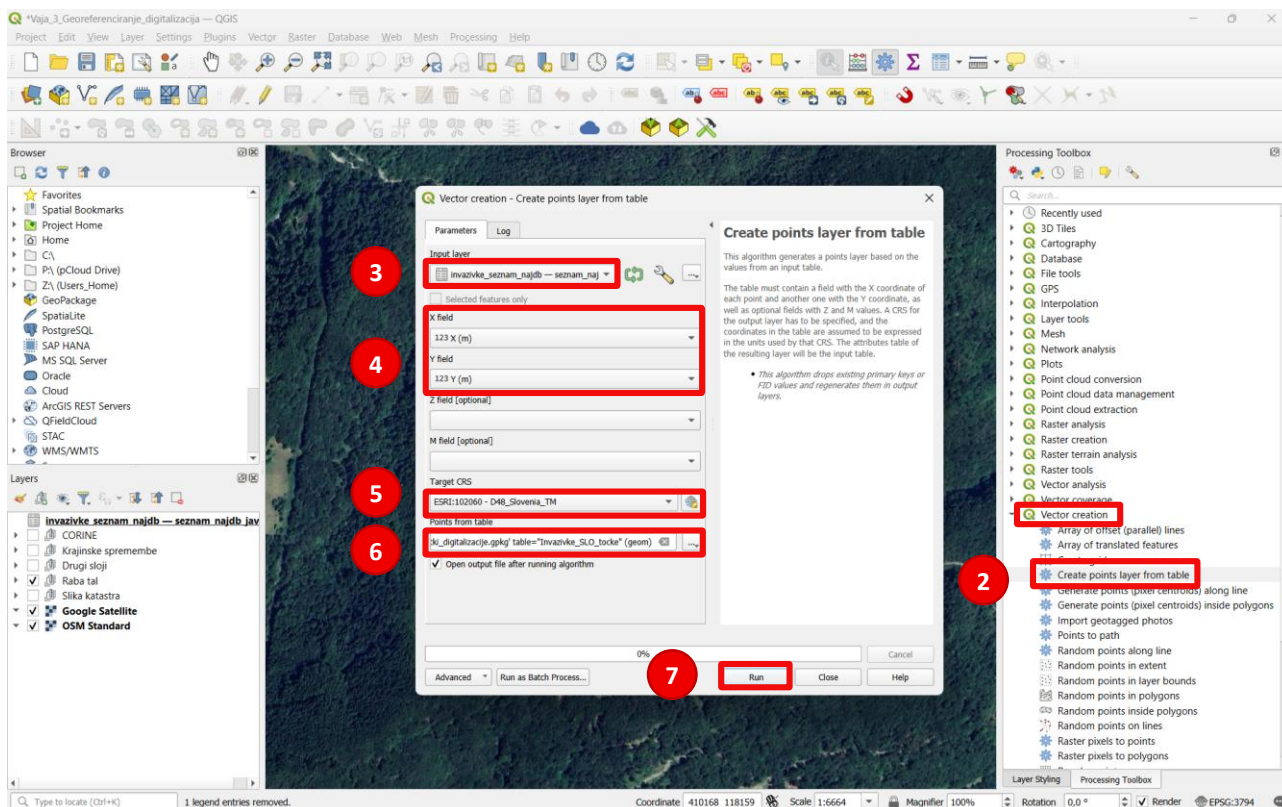 *Vaja_3_Georeferenciranje_digitalizacija — QGIS
Project Edit View Layer Settings Plugins Vector Raster Database Web Mesh Processing Help
Browser
Favorites
Spatial Bookmarks
Project Home
Home
C:\
P:\ (pCloud Drive)
Z:\ (Users_Home)
GeoPackage
SpatiaLite
PostgreSQL
SAP HANA
MS SQL Server
Oracle
Cloud
ArcGIS REST Servers
QFieldCloud
STAC
WMS/WMTS
Layers
invazivke_seznam_najdb — seznam_najdb_jav
CORINE
Krajinske spremembe
Drugi sloji
Raba tal
Slika katastra
Google Satellite
OSM Standard
Vector creation - Create points layer from table
Parameters Log
Input layer
3
invazivke_seznam_najdb — seznam_naj
Selected features only
X field
123 X (m)
4
Y field
123 Y (m)
Z field [optional]
M field [optional]
Target CRS
5
ESRI:102060 - D48_Slovenia_TM
Points from table
6
ki_digitalizacije.gpkg' table="Invazivke_SLO_tocke" (geom)
Open output file after running algorithm
0%
Cancel
7
Advanced Run as Batch Process... Run Close Help
Create points layer from table
This algorithm generates a points layer based on the
values from an input table.
The table must contain a field with the X coordinate of
each point and another one with the Y coordinate, as
well as optional fields with Z and M values. A CRS for
the output layer has to be specified, and the
coordinates in the table are assumed to be expressed
in the units used by that CRS. The attributes table of
the resulting layer will be the input table.
• This algorithm drops existing primary keys or
FID values and regenerates them in output
layers.
Processing Toolbox
Search...
Recently used
3D Tiles
Cartography
Database
File tools
GPS
Interpolation
Layer tools
Mesh
Network analysis
Plots
Point cloud conversion
Point cloud data management
Point cloud extraction
Raster analysis
Raster creation
Raster terrain analysis
Raster tools
Vector analysis
Vector coverage
Vector creation
Array of offset (parallel) lines
Array of translated features
2
Create points layer from table
Generate points (pixel centroids) along line
Generate points (pixel centroids) inside polygons
Import geotagged photos
Points to path
Random points along line
Random points in extent
Random points in layer bounds
Random points in polygons
Random points inside polygons
Random points on lines
Raster pixels to points
Raster pixels to polygons
Layer Styling Processing Toolbox
Type to locate (Ctrl+K) 1 legend entries removed. Coordinate 410168 118159 Scale 1:6664 Magnifier 100% Rotation 0,0 ° Render EPSG:3794